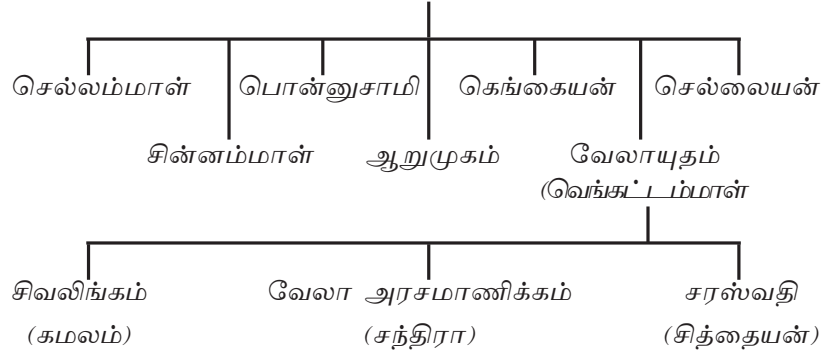 செல்லம்மாள் பொன்னுசாமி கெங்கையன் செல்லையன்
சின்னம்மாள் ஆறுமுகம் வேலாயுதம்
(வெங்கட்டம்மாள்
சிவலிங்கம் வேலா அரசமாணிக்கம் சரஸ்வதி
(கமலம்) (சந்திரா) (சித்தையன்)